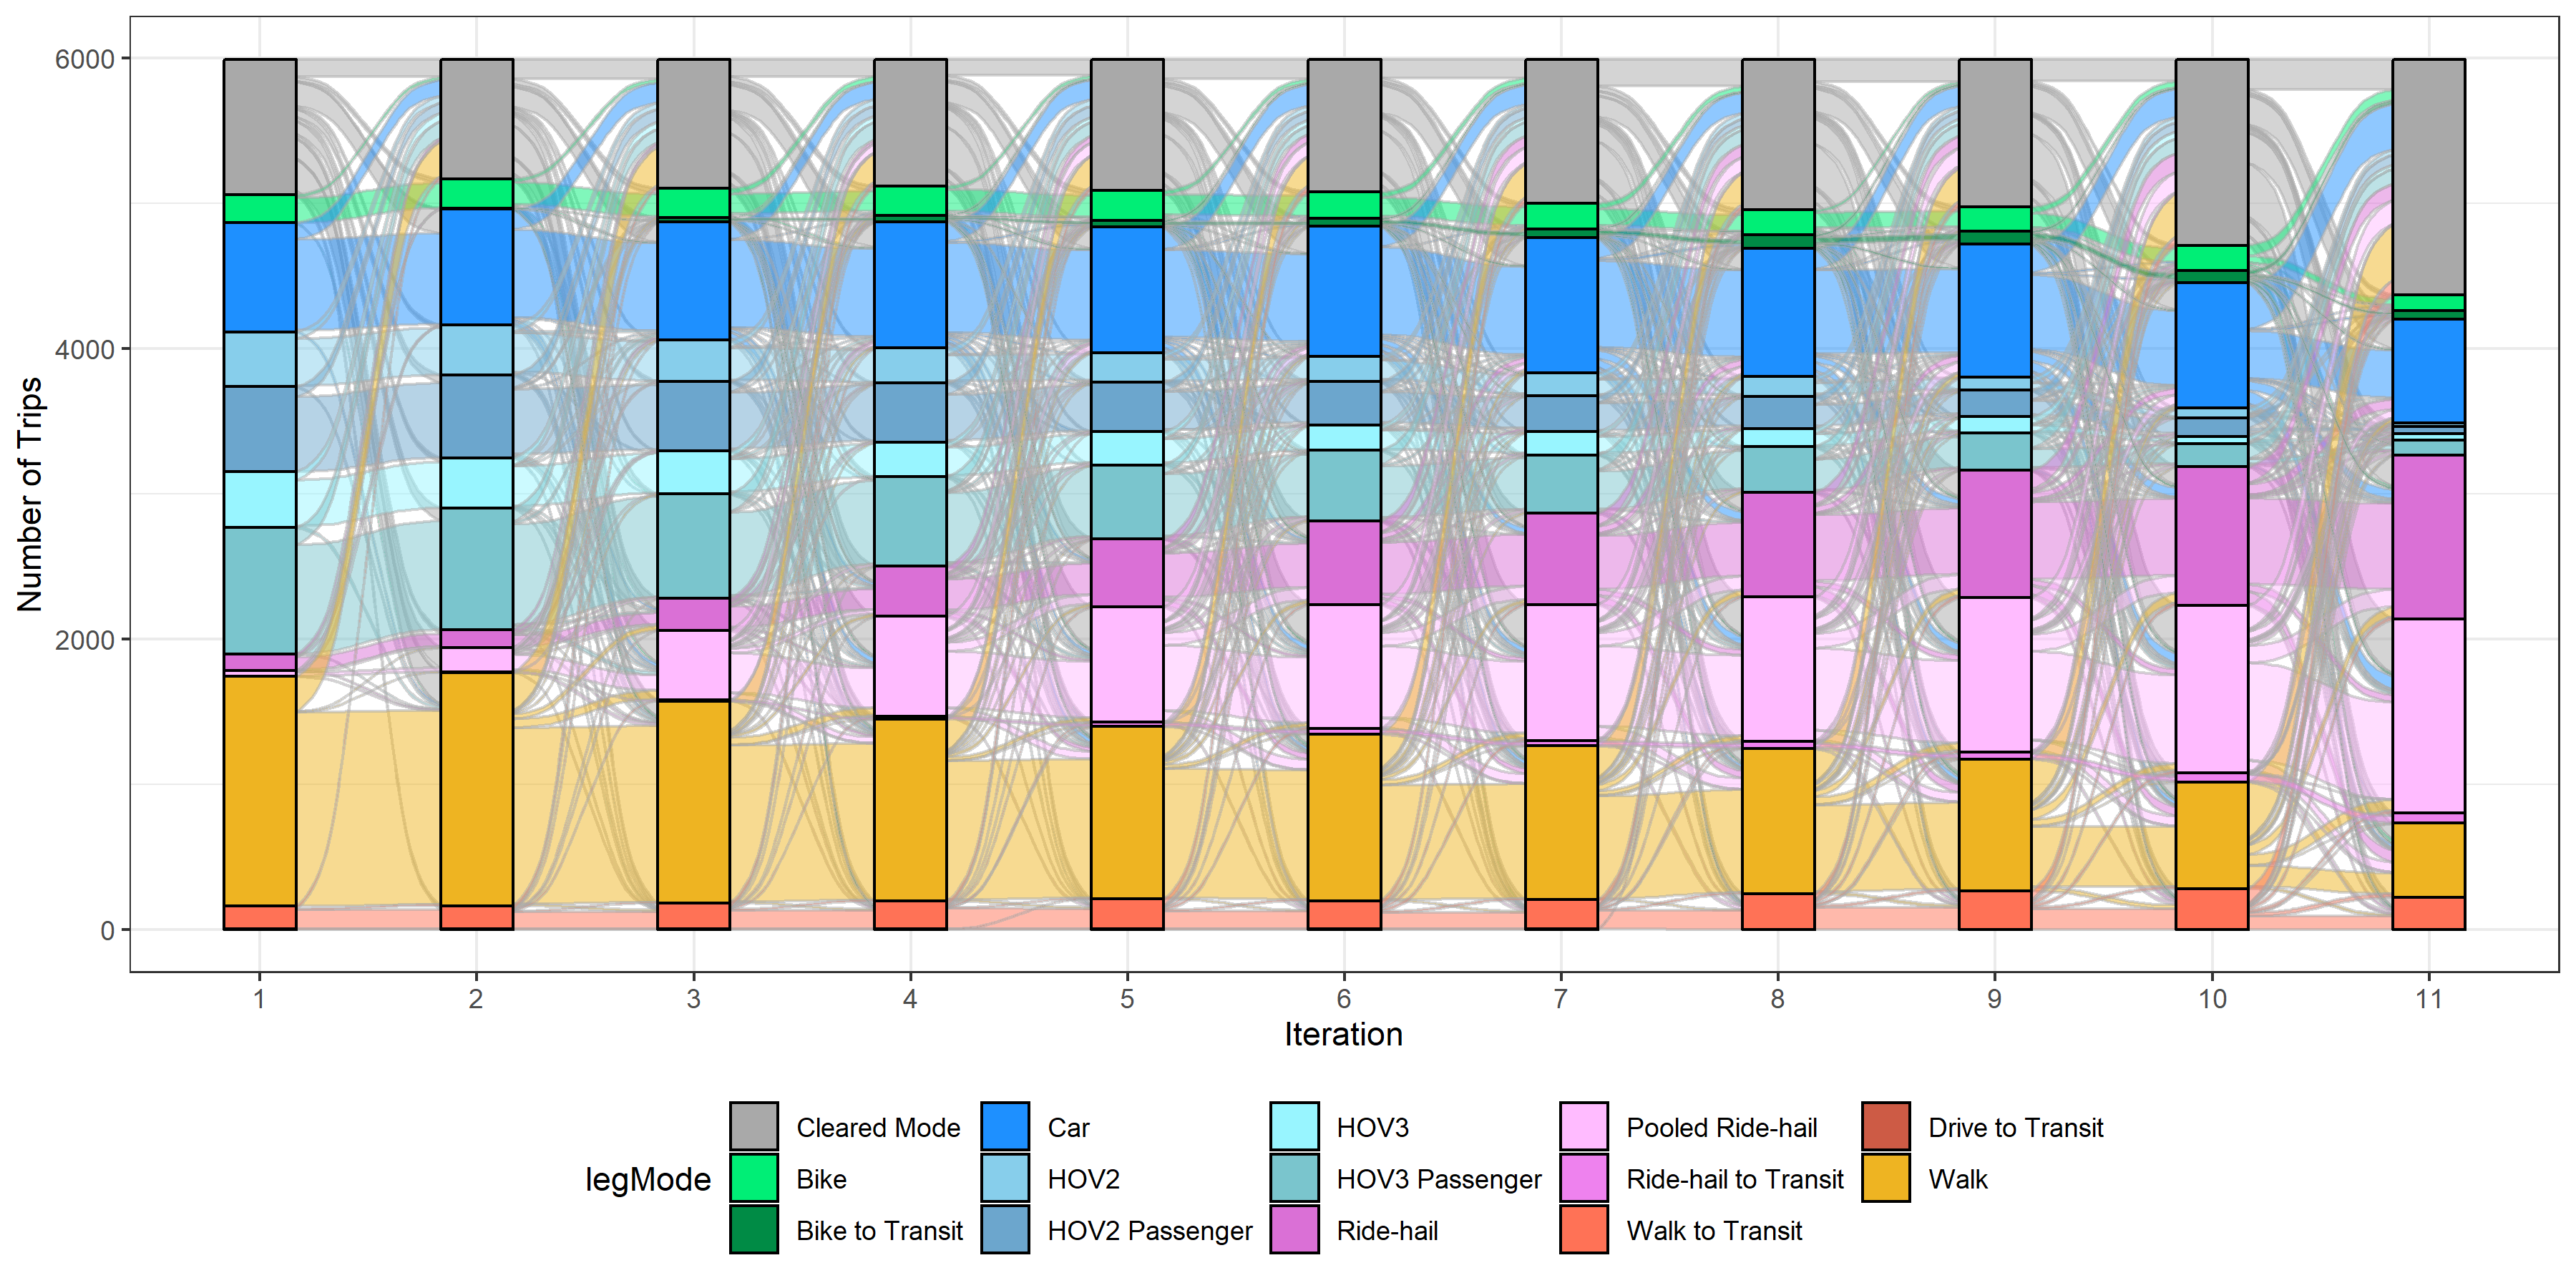 6000
4000
2000
0
Number of Trips
1 2 3 4 5 6 7 8 9 10 11
Iteration
legMode
Cleared Mode Car HOV3 Pooled Ride-hail Drive to Transit
Bike HOV2 HOV3 Passenger Ride-hail to Transit Walk
Bike to Transit HOV2 Passenger Ride-hail Walk to Transit